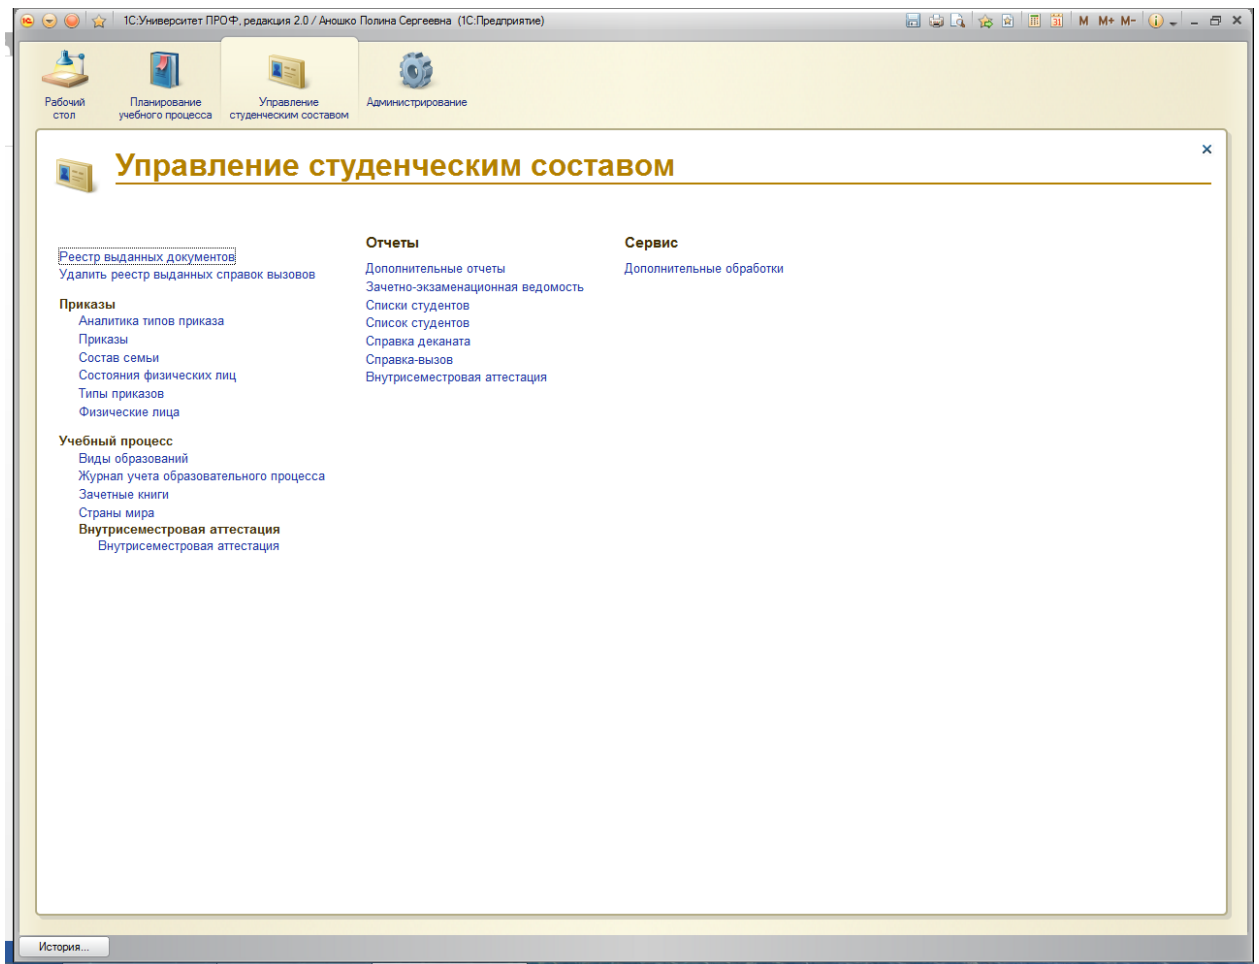 1С:Университет ПРОФ, редакция 2.0 / Аношко Полина Сергеевна (1С:Предприятие)
M M+ M-
Рабочий
стол
Планирование
учебного процесса
Управление
студенческим составом
Администрирование
Управление студенческим составом
Реестр выданных документов
Удалить реестр выданных справок вызовов
Приказы
Аналитика типов приказа
Приказы
Состав семьи
Состояния физических лиц
Типы приказов
Физические лица
Учебный процесс
Виды образований
Журнал учета образовательного процесса
Зачетные книги
Страны мира
Внутрисеместровая аттестация
Внутрисеместровая аттестация
Отчеты
Дополнительные отчеты
Зачетно-экзаменационная ведомость
Списки студентов
Список студентов
Справка деканата
Справка-вызов
Внутрисеместровая аттестация
Сервис
Дополнительные обработки
История...